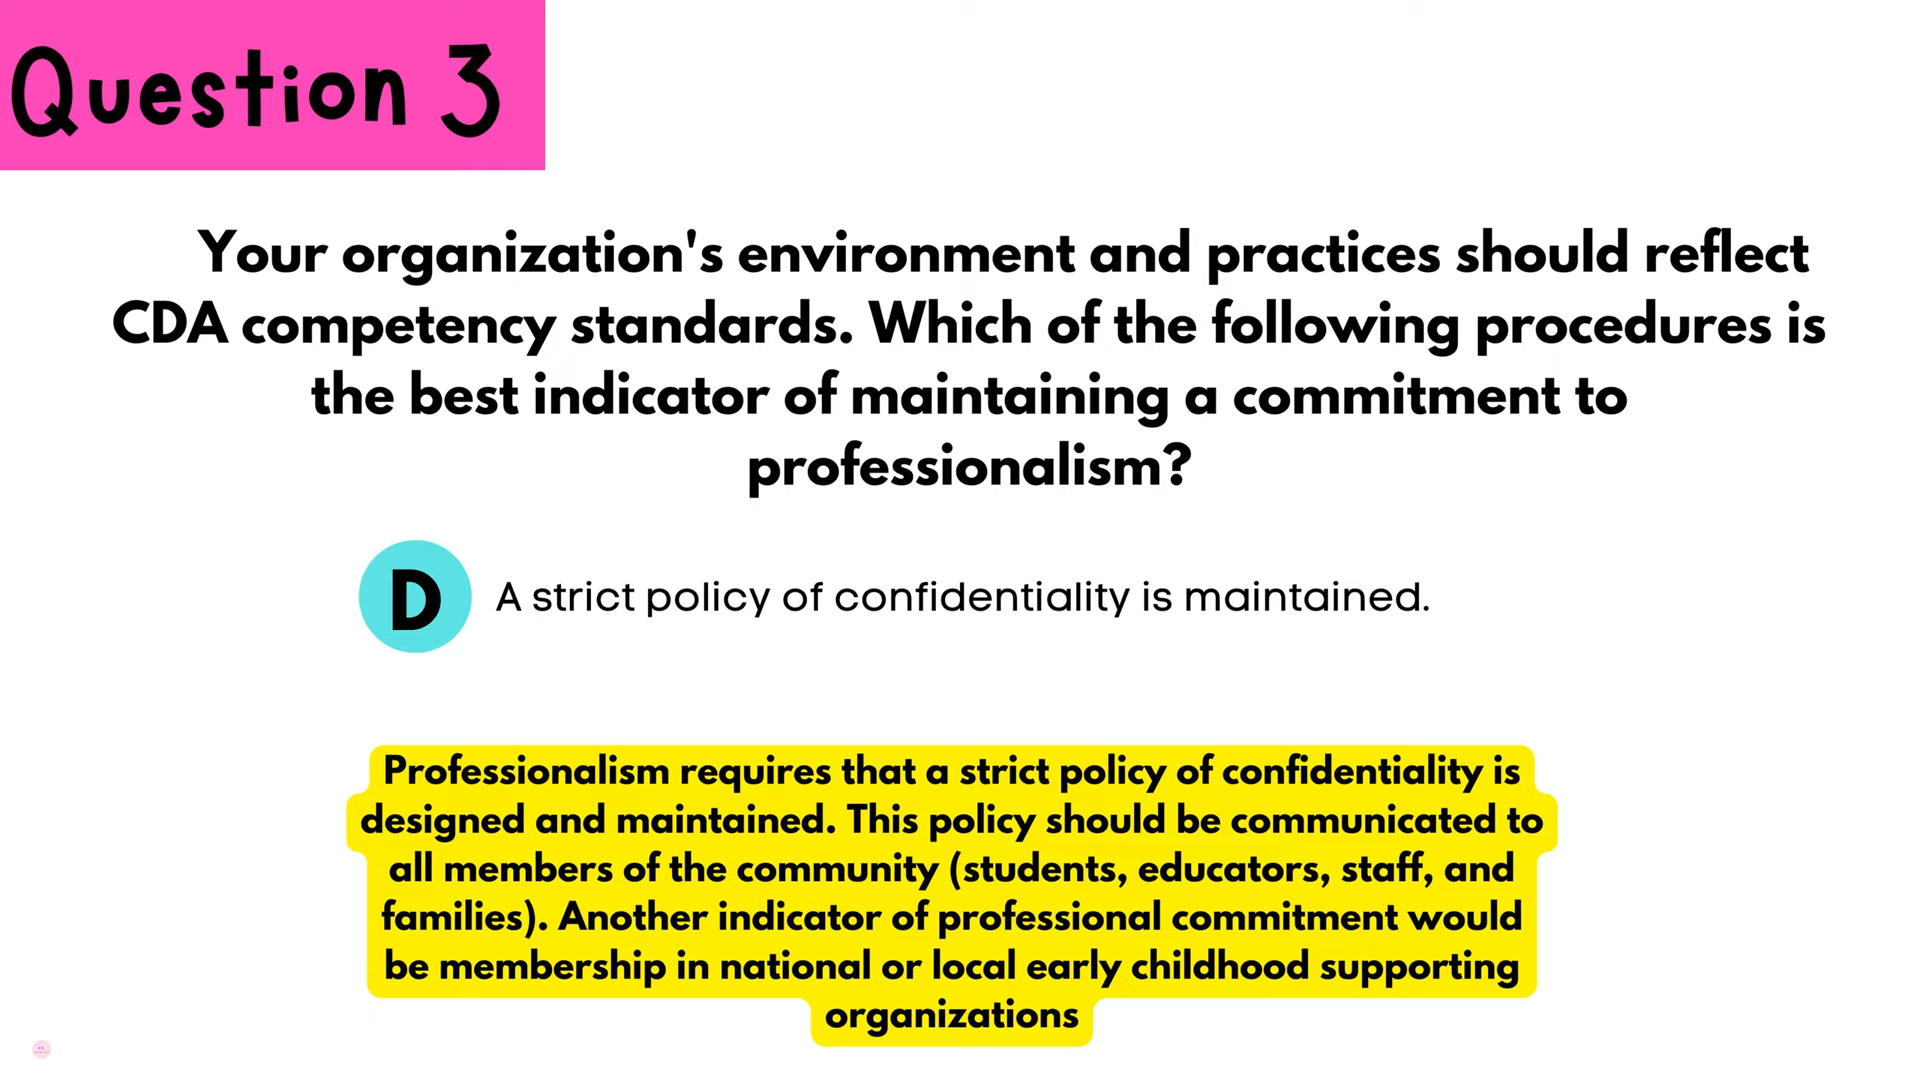 Question 3
Your organization's environment and practices should reflect
CDA competency standards. Which of the following procedures is
the best indicator of maintaining a commitment to
professionalism?
D A strict policy of confidentiality is maintained.
Professionalism requires that a strict policy of confidentiality is
designed and maintained. This policy should be communicated to
all members of the community (students, educators, staff, and
families). Another indicator of professional commitment would
be membership in national or local early childhood supporting
organizations